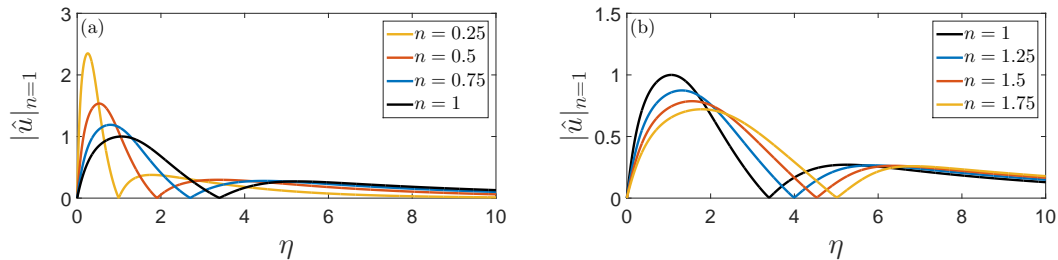 (a)
3
2
1
0
|û|ₙ₌₁
0 2 4 6 8 10
η
n = 0.25
n = 0.5
n = 0.75
n = 1
(b)
1.5
1
0.5
0
|û|ₙ₌₁
0 2 4 6 8 10
η
n = 1
n = 1.25
n = 1.5
n = 1.75